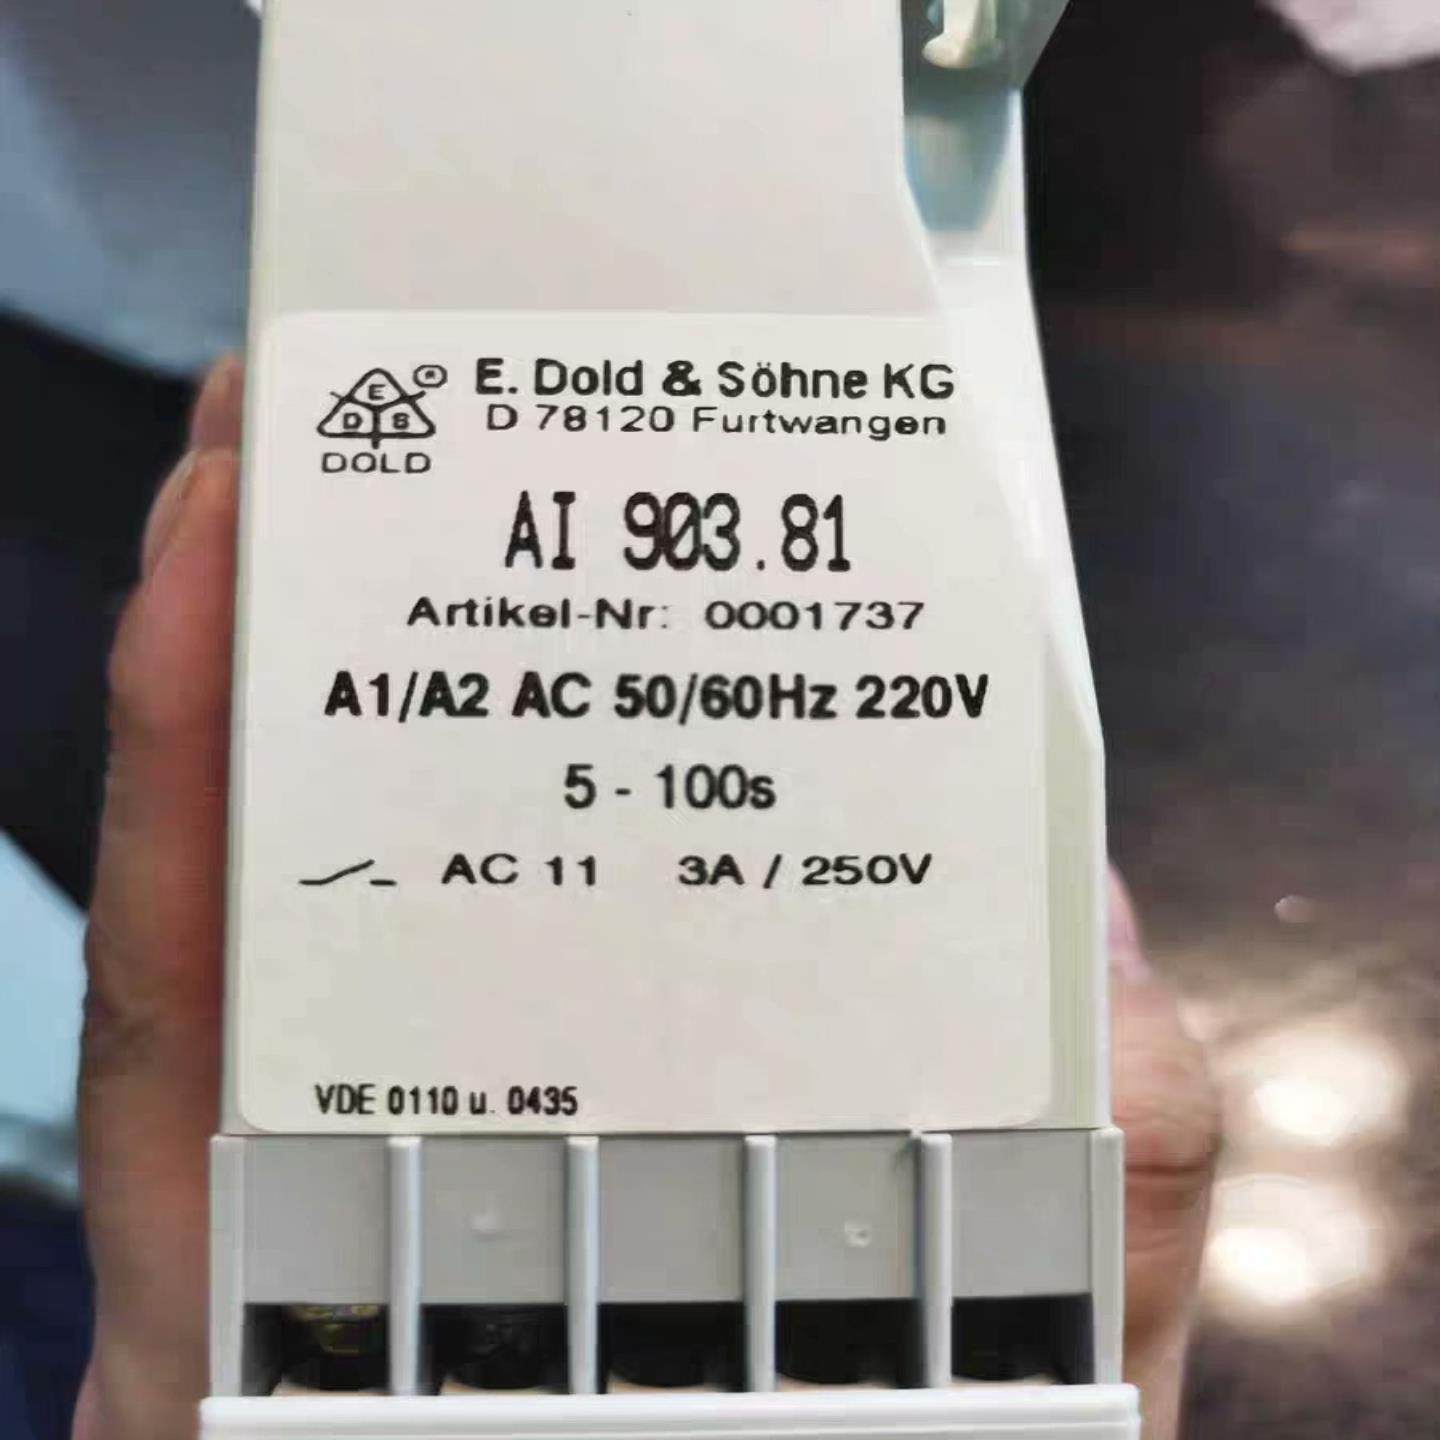 E
D S
®
DOLD
E. Dold & Söhne KG
D 78120 Furtwangen
AI 903.81
Artikel-Nr: 0001737
A1/A2 AC 50/60Hz 220V
5 - 100s
AC 11 3A / 250V
VDE 0110 u. 0435